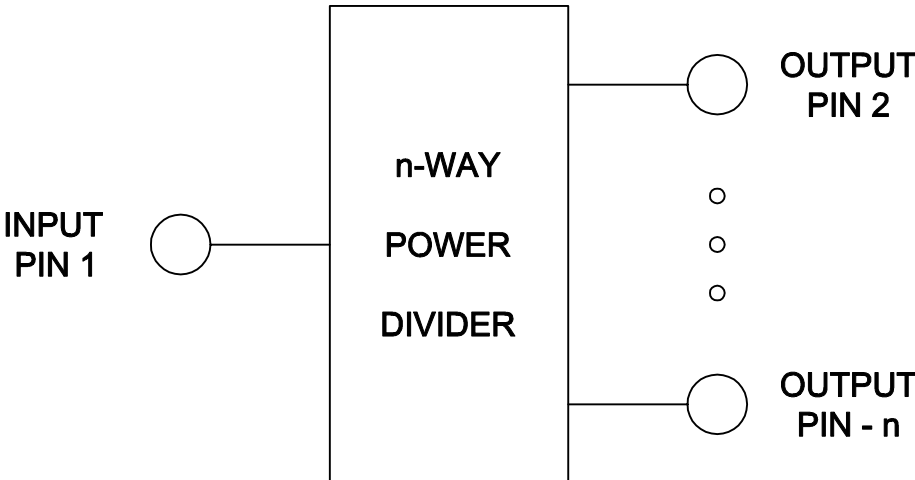 INPUT
PIN 1
n-WAY
POWER
DIVIDER
OUTPUT
PIN 2
OUTPUT
PIN - n